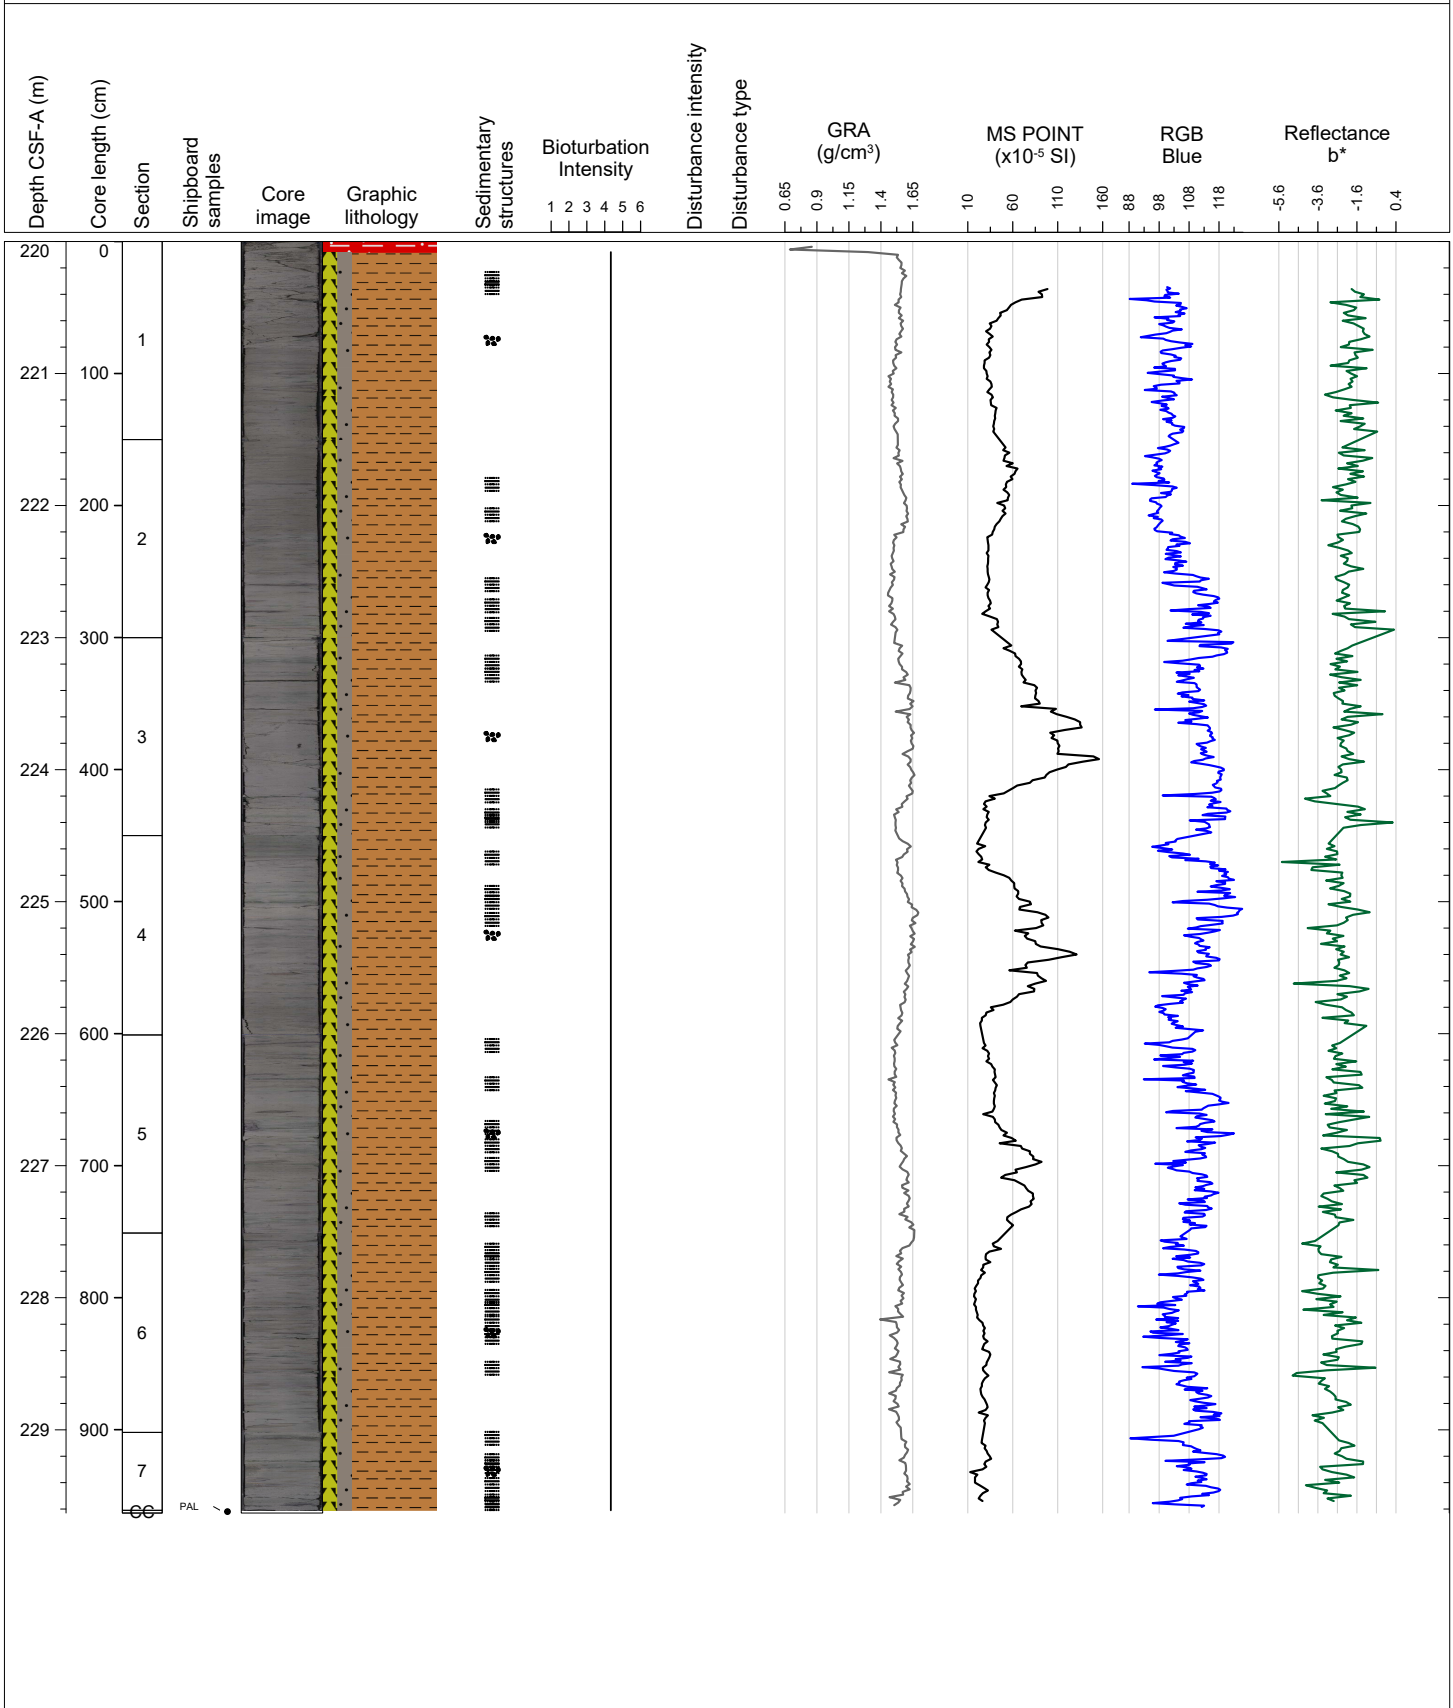 Depth CSF-A (m)
Core length (cm)
Section
Shipboard
samples
Core
image
Graphic
lithology
Sedimentary
structures
Bioturbation
Intensity
1 2 3 4 5 6
Disturbance intensity
Disturbance type
GRA
(g/cm³)
0.65 0.9 1.15 1.4 1.65
MS POINT
(x10⁻⁵ SI)
10 60 110 160
RGB
Blue
88 98 108 118
Reflectance
b*
-5.6 -3.6 -1.6 0.4
220 0
1
221 100
222 200
2
223 300
3
224 400
225 500
4
226 600
5
227 700
228 800
6
229 900
7
PAL
CC